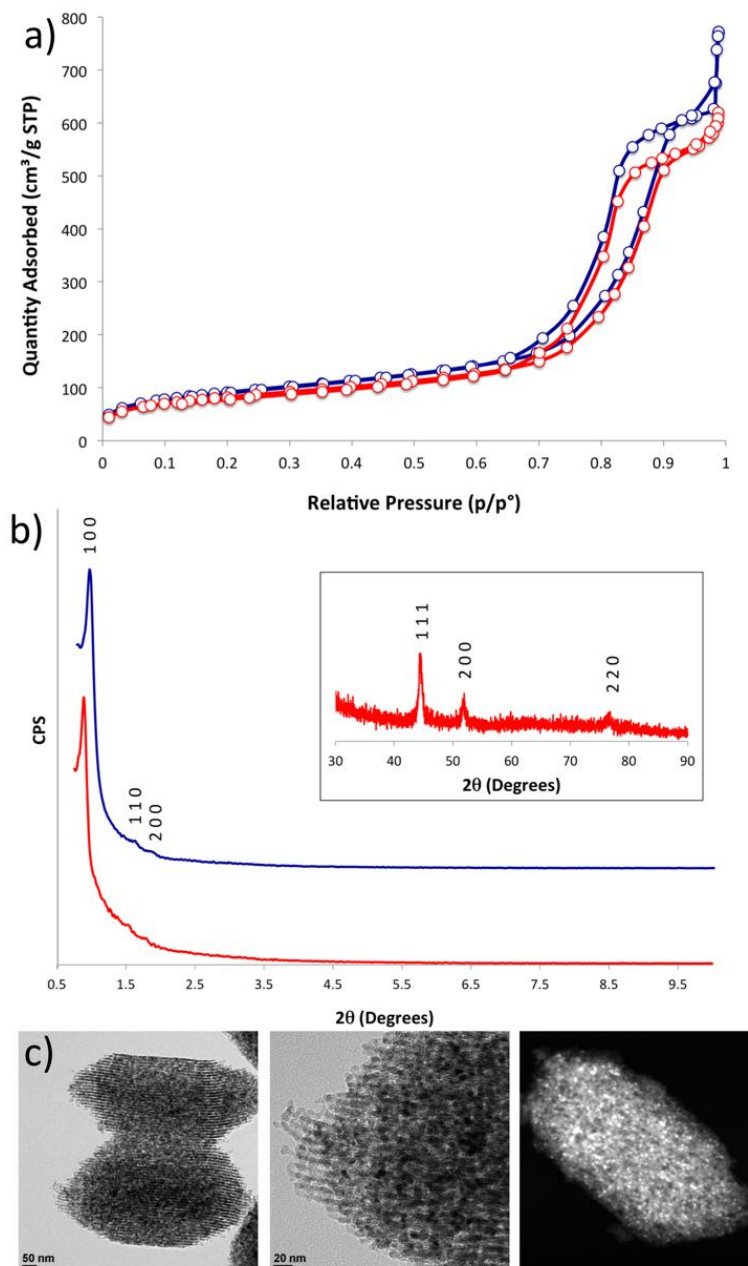 a)
800
700
600
500
400
300
200
100
0
Quantity Adsorbed (cm³/g STP)
0 0.1 0.2 0.3 0.4 0.5 0.6 0.7 0.8 0.9 1
Relative Pressure (p/p°)
b)
1 0 0
1 1 0
2 0 0
CPS
1 1 1
2 0 0
2 2 0
30 40 50 60 70 80 90
2θ (Degrees)
0.5 1.5 2.5 3.5 4.5 5.5 6.5 7.5 8.5 9.5
2θ (Degrees)
c)
50 nm
20 nm